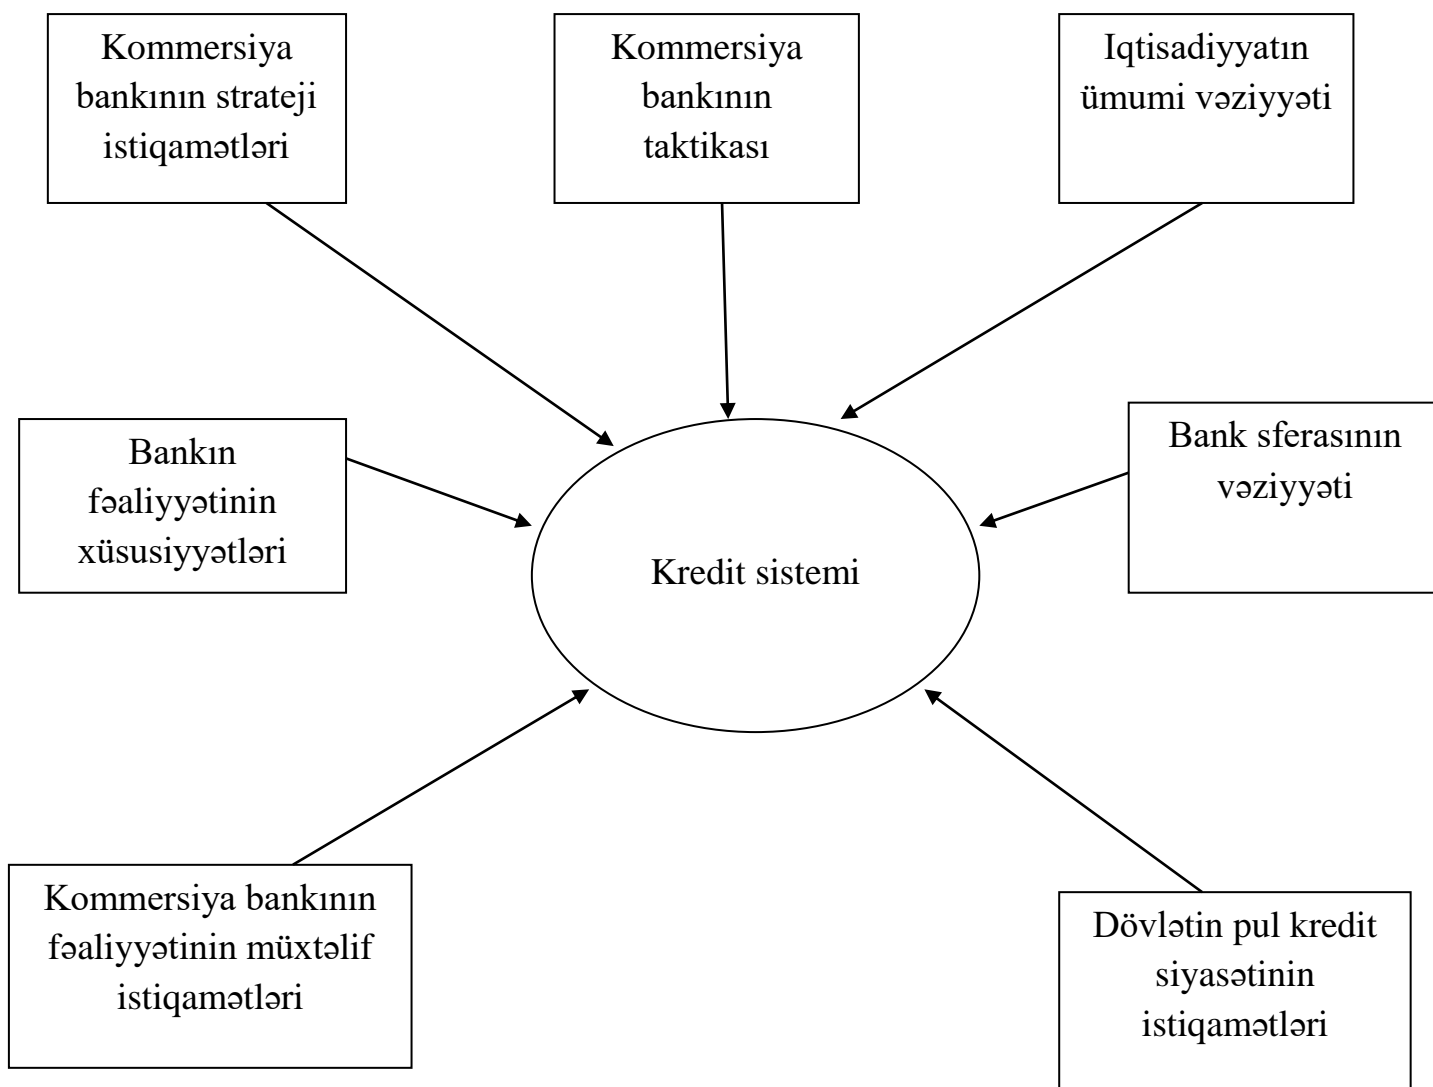 Kommersiya
bankının strateji
istiqamətləri
Kommersiya
bankının
taktikası
Iqtisadiyyatın
ümumi vəziyyəti
Bankın
fəaliyyətinin
xüsusiyyətləri
Bank sferasının
vəziyyəti
Kredit sistemi
Kommersiya bankının
fəaliyyətinin müxtəlif
istiqamətləri
Dövlətin pul kredit
siyasətinin
istiqamətləri